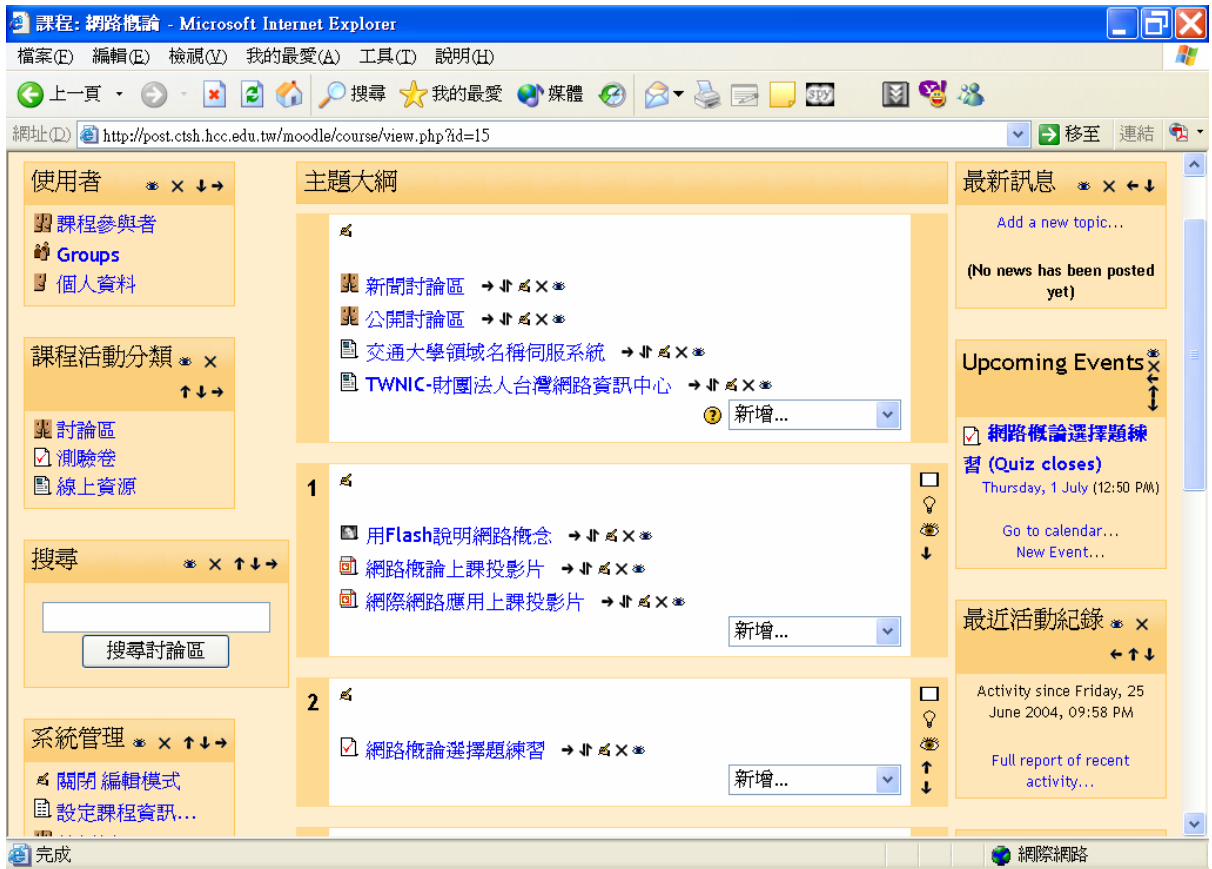 課程: 網路概論 - Microsoft Internet Explorer
檔案(F) 編輯(E) 檢視(V) 我的最愛(A) 工具(T) 說明(H)
上一頁 搜尋 我的最愛 媒體 spy
網址(D) http://post.ctsh.hcc.edu.tw/moodle/course/view.php?id=15 移至 連結
使用者
課程參與者
Groups
個人資料
課程活動分類
討論區
測驗卷
線上資源
搜尋
搜尋討論區
系統管理
關閉 編輯模式
設定課程資訊...
主題大綱
新聞討論區
公開討論區
交通大學領域名稱伺服系統
TWNIC-財團法人台灣網路資訊中心
新增...
1
用Flash說明網路概念
網路概論上課投影片
網際網路應用上課投影片
新增...
2
網路概論選擇題練習
新增...
最新訊息
Add a new topic...
(No news has been posted
yet)
Upcoming Events
網路概論選擇題練
習 (Quiz closes)
Thursday, 1 July (12:50 PM)
Go to calendar...
New Event...
最近活動紀錄
Activity since Friday, 25
June 2004, 09:58 PM
Full report of recent
activity...
完成
網際網路